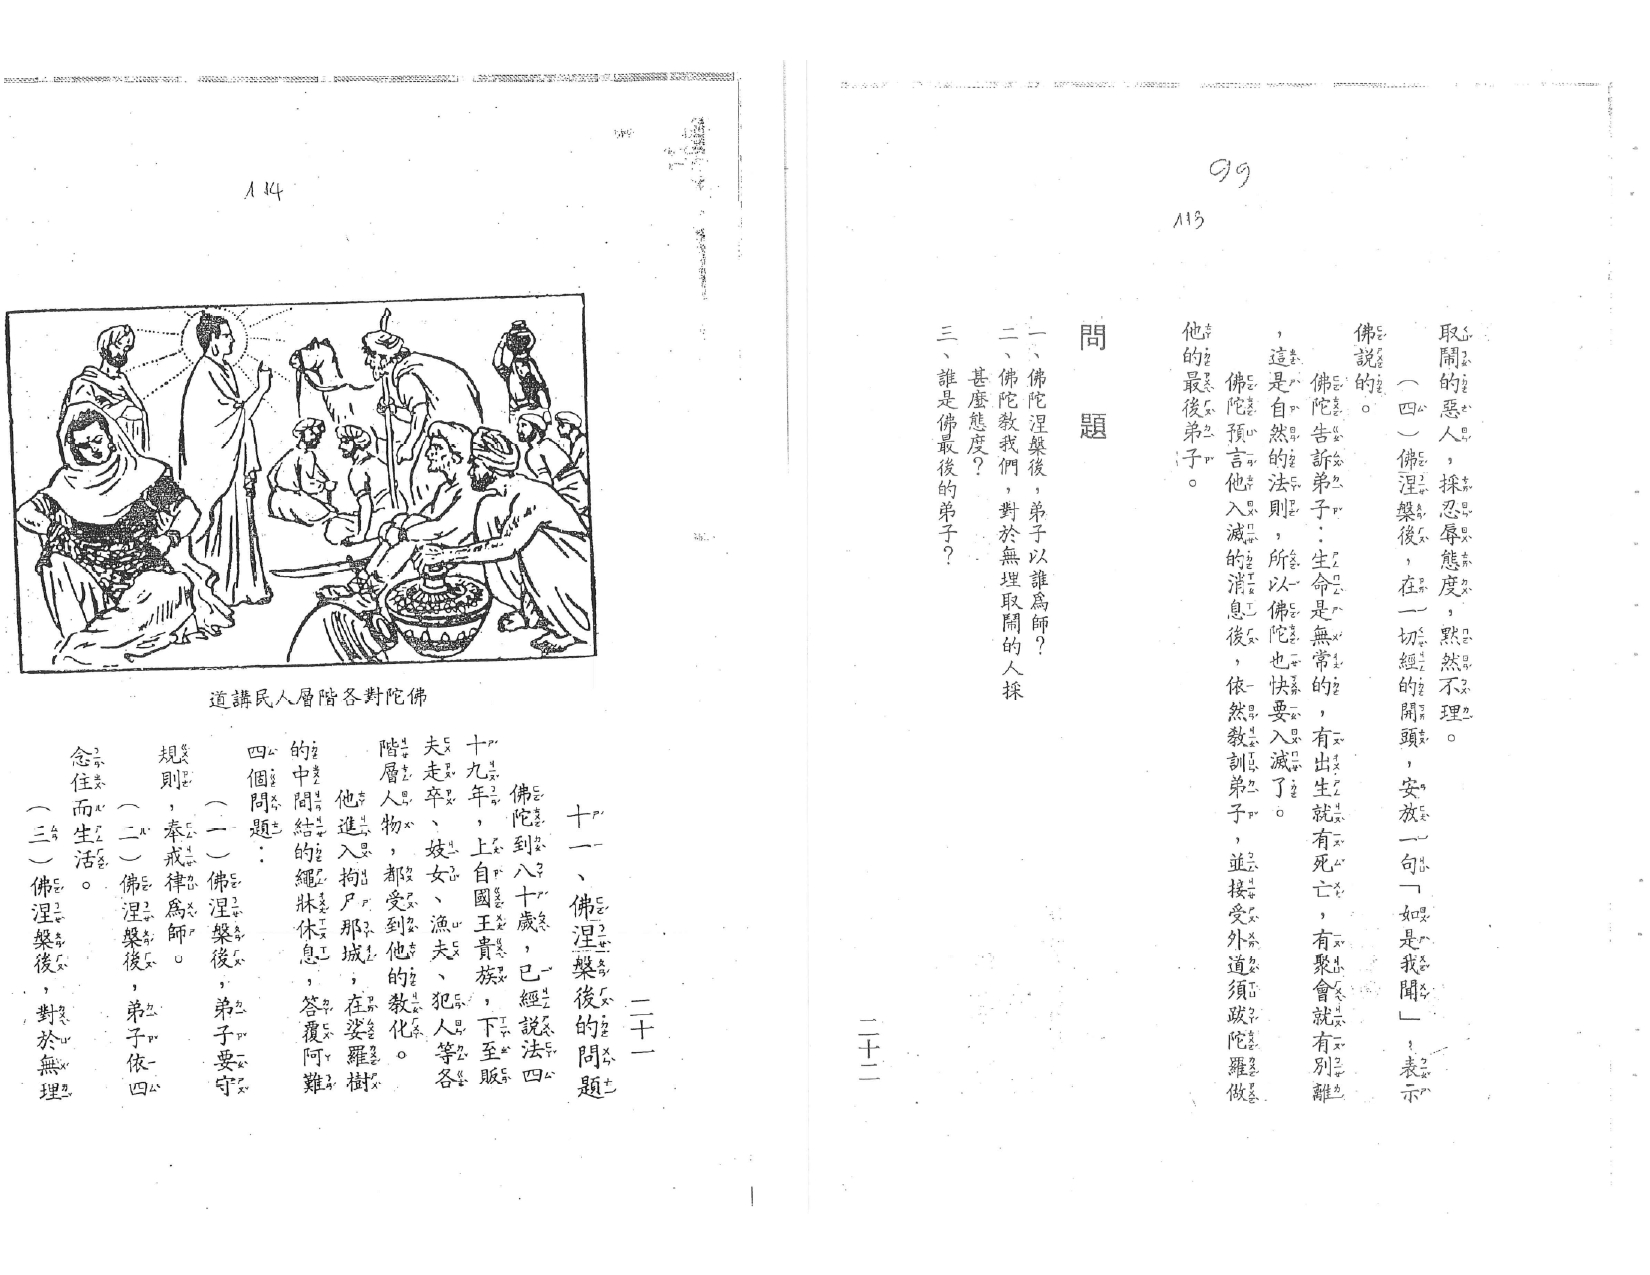 114
佛陀對各階層人民講道
二十一
十一、佛涅槃後的問題
佛陀到八十歲，已經說法四
十九年，上自國王貴族，下至販
夫走卒、妓女、漁夫、犯人等各
階層人物，都受到他的教化。
他進入拘尸那城，在娑羅樹
的中間結的繩牀休息，答覆阿難
四個問題：
（一）佛涅槃後，弟子要守
規則，奉戒律為師。
（二）佛涅槃後，弟子依四
念住而生活。
（三）佛涅槃後，對於無理
99
113
取鬧的惡人，採忍辱態度，默然不理。
（四）佛涅槃後，在一切經的開頭，安放一句「如是我聞」，表示
佛說的。
佛陀告訴弟子：生命是無常的，有出生就有死亡，有聚會就有別離
，這是自然的法則，所以佛陀也快要入滅了。
佛陀預言他入滅的消息後，依然教訓弟子，並接受外道須跋陀羅做
他的最後弟子。
問題
一、佛陀涅槃後，弟子以誰為師？
二、佛陀教我們，對於無理取鬧的人採
甚麼態度？
三、誰是佛最後的弟子？
二十二